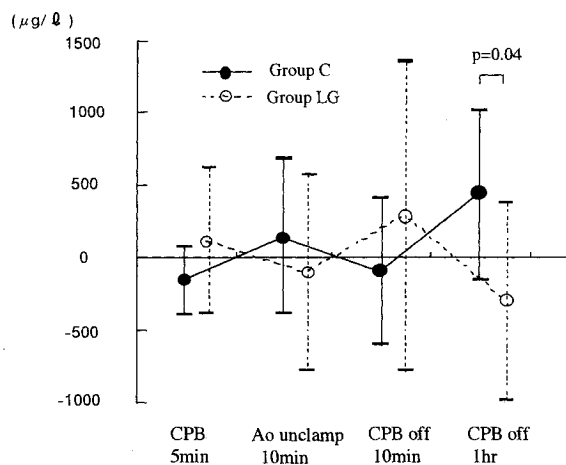 (μg/ℓ)
1500
p=0.04
Group C
Group LG
1000
500
0
-500
-1000
CPB Ao unclamp CPB off CPB off
5min 10min 10min 1hr